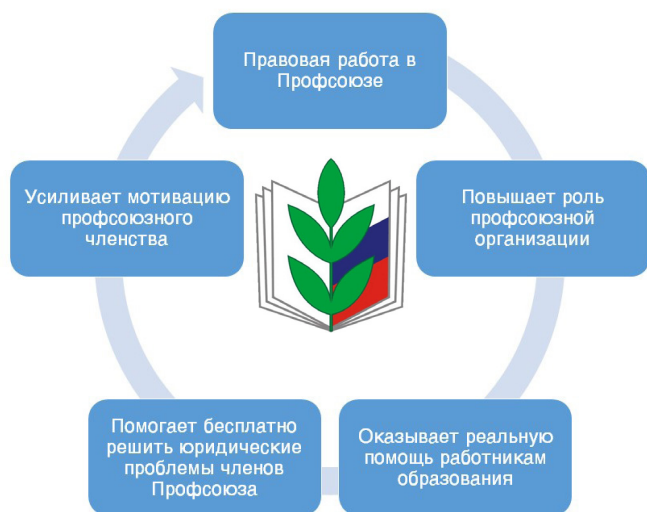 Правовая работа в
Профсоюзе
Повышает роль
профсоюзной
организации
Оказывает реальную
помощь работникам
образования
Помогает бесплатно
решить юридические
проблемы членов
Профсоюза
Усиливает мотивацию
профсоюзного
членства